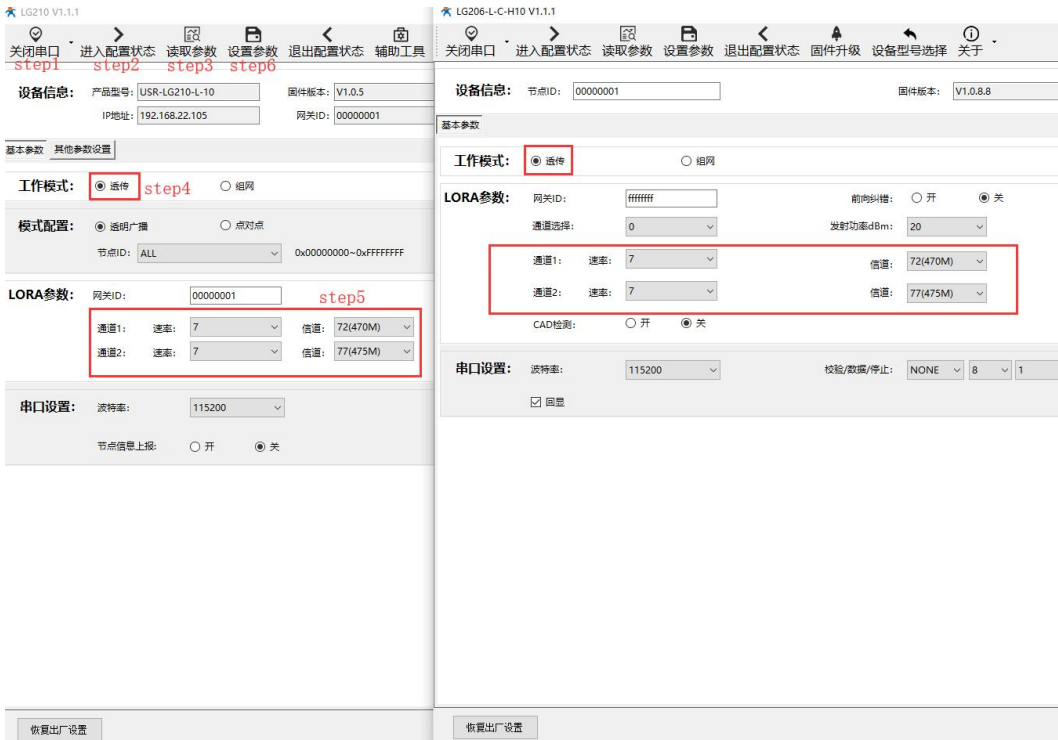 LG210 V1.1.1
关闭串口 进入配置状态 读取参数 设置参数 退出配置状态 辅助工具
step1 step2 step3 step6
设备信息： 产品型号: USR-LG210-L-10 固件版本: V1.0.5
IP地址: 192.168.22.105 网关ID: 00000001
基本参数 其他参数设置
工作模式： 透传 step4 组网
模式配置： 透明广播 点对点
节点ID: ALL 0x00000000~0xFFFFFFFF
LORA参数： 网关ID: 00000001 step5
通道1: 速率: 7 信道: 72(470M)
通道2: 速率: 7 信道: 77(475M)
串口设置： 波特率: 115200
节点信息上报: 开 关
恢复出厂设置
LG206-L-C-H10 V1.1.1
关闭串口 进入配置状态 读取参数 设置参数 退出配置状态 固件升级 设备型号选择 关于
设备信息： 节点ID: 00000001 固件版本: V1.0.8.8
基本参数
工作模式： 透传 组网
LORA参数： 网关ID: ffffffff 前向纠错: 开 关
通道选择: 0 发射功率dBm: 20
通道1: 速率: 7 信道: 72(470M)
通道2: 速率: 7 信道: 77(475M)
CAD检测: 开 关
串口设置： 波特率: 115200 校验/数据/停止: NONE 8 1
回显
恢复出厂设置